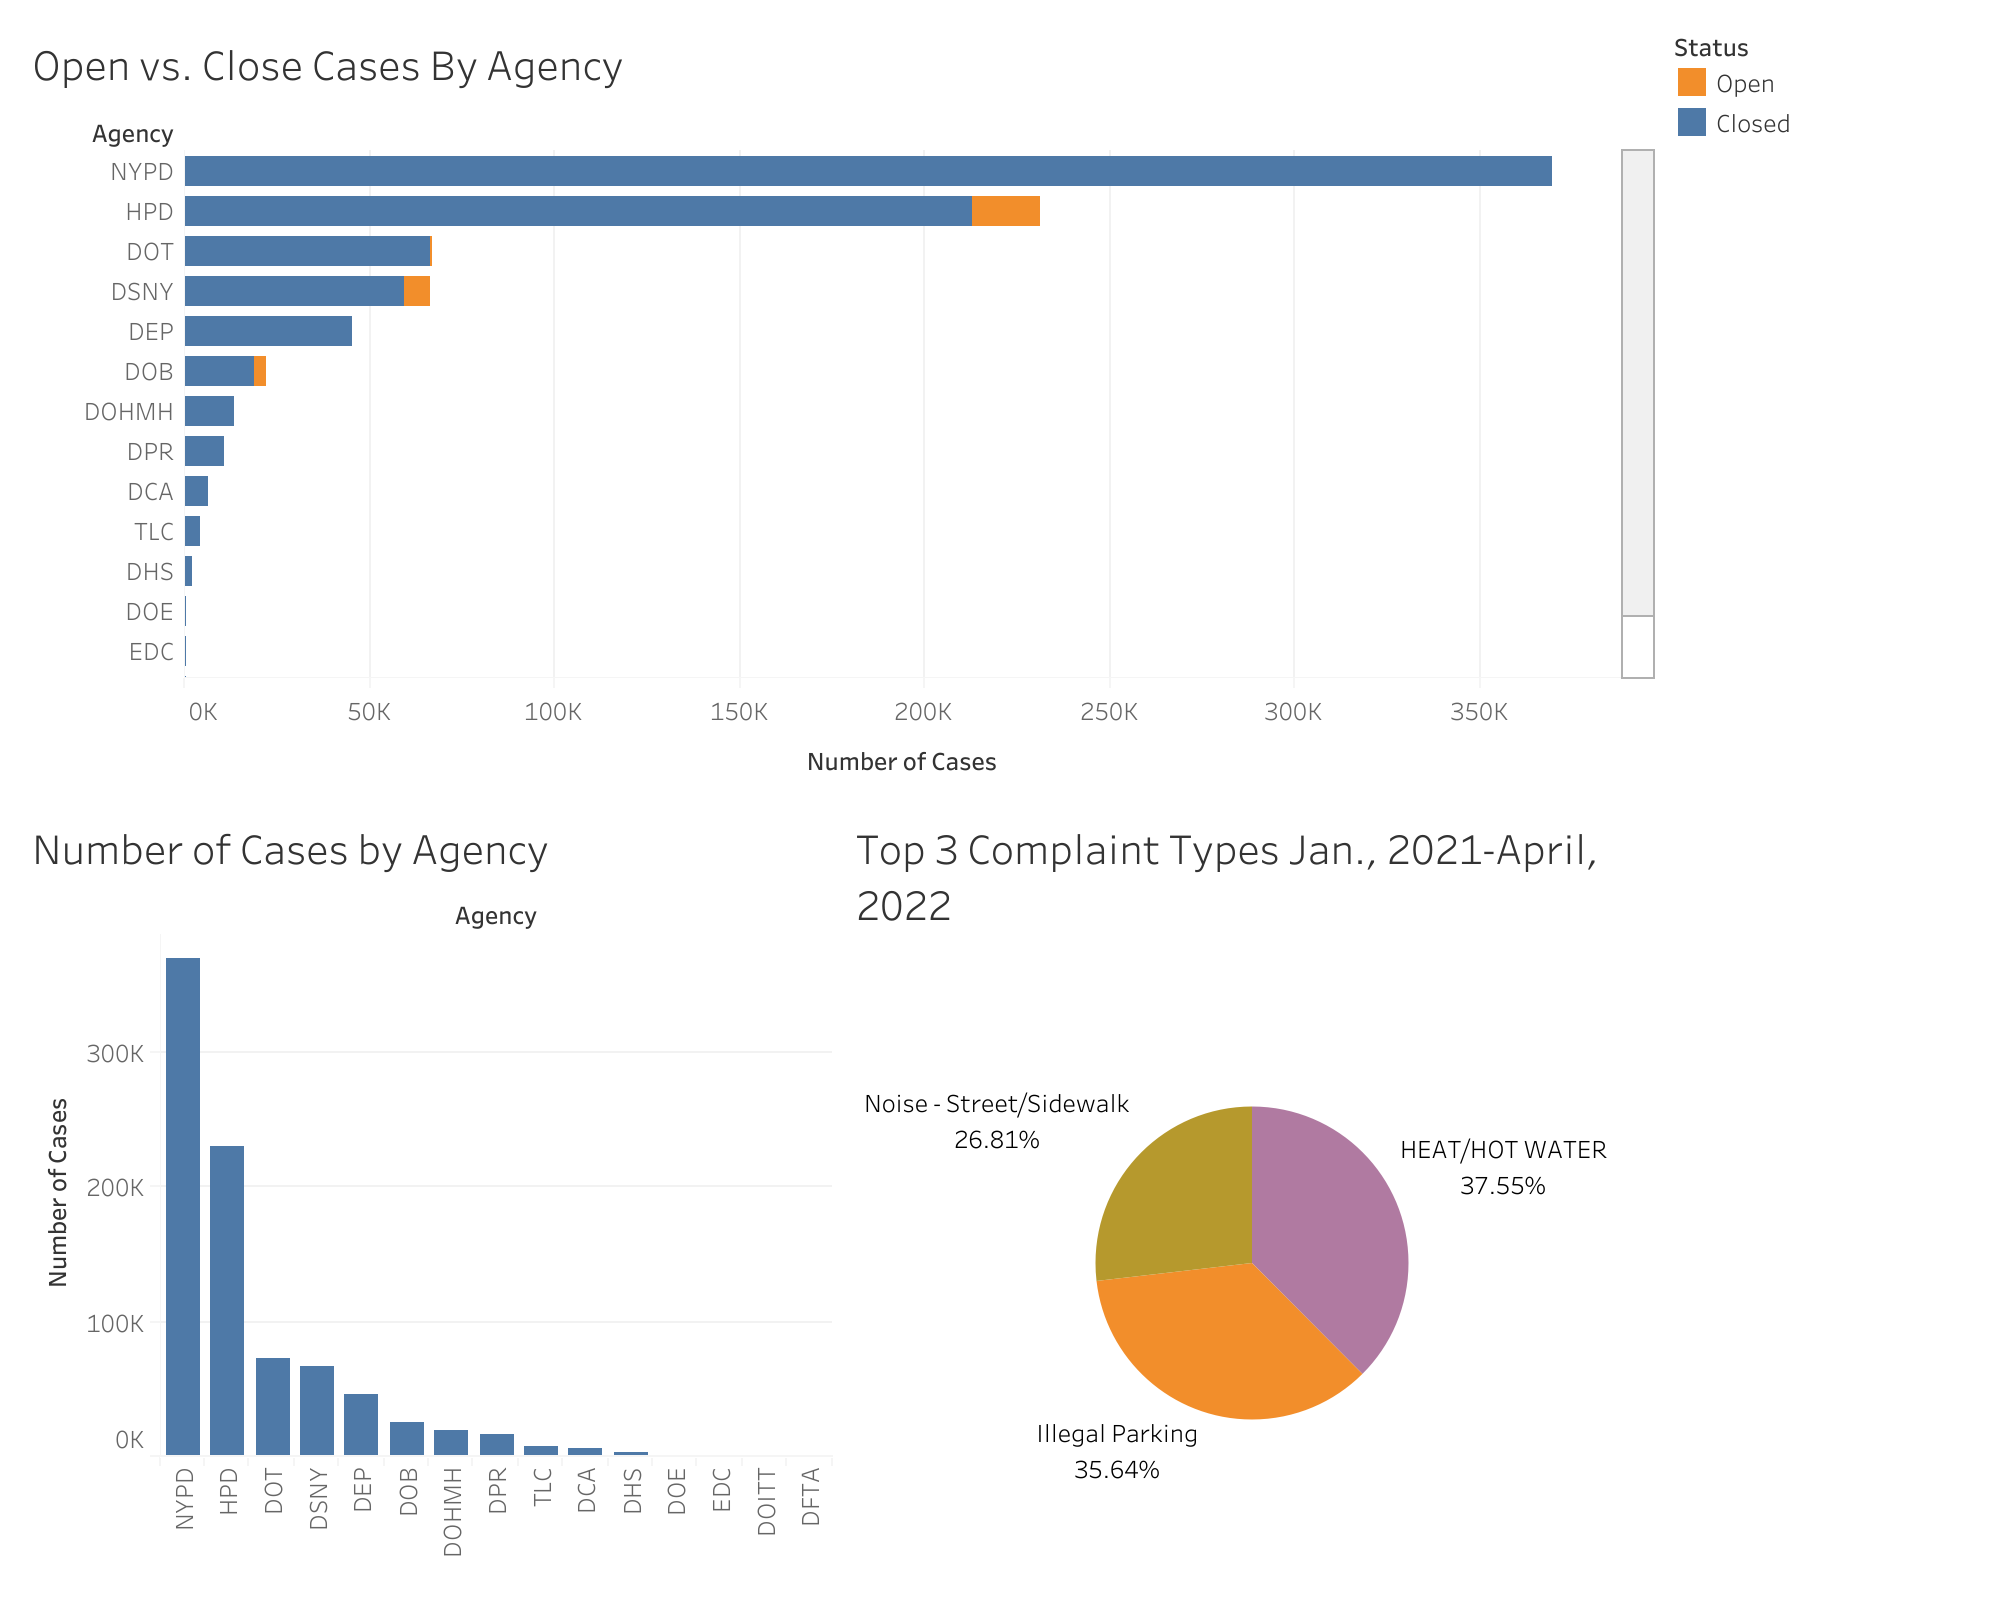 Open vs. Close Cases By Agency
Status
Open
Closed
Agency
NYPD
HPD
DOT
DSNY
DEP
DOB
DOHMH
DPR
DCA
TLC
DHS
DOE
EDC
0K 50K 100K 150K 200K 250K 300K 350K
Number of Cases
Number of Cases by Agency
Agency
300K
200K
100K
0K
Number of Cases
NYPD HPD DOT DSNY DEP DOB DOHMH DPR TLC DCA DHS DOE EDC DOITT DFTA
Top 3 Complaint Types Jan., 2021-April,
2022
Noise - Street/Sidewalk
26.81%
HEAT/HOT WATER
37.55%
Illegal Parking
35.64%